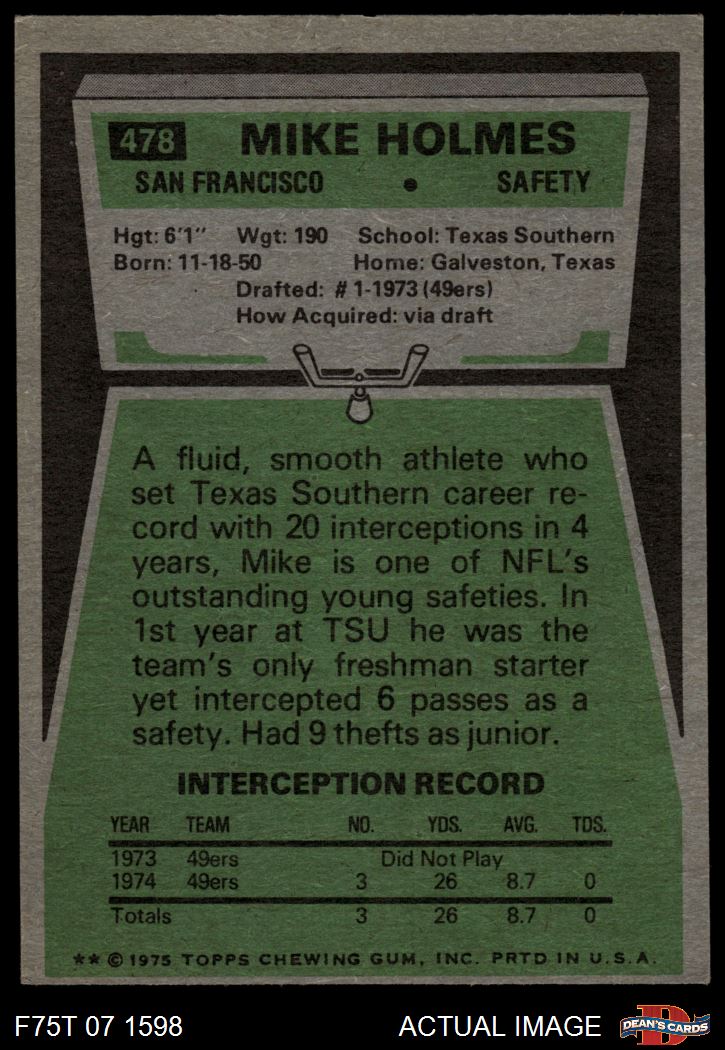 478 MIKE HOLMES
SAN FRANCISCO • SAFETY
Hgt: 6'1" Wgt: 190 School: Texas Southern
Born: 11-18-50 Home: Galveston, Texas
Drafted: #1-1973 (49ers)
How Acquired: via draft
A fluid, smooth athlete who
set Texas Southern career re-
cord with 20 interceptions in 4
years, Mike is one of NFL's
outstanding young safeties. In
1st year at TSU he was the
team's only freshman starter
yet intercepted 6 passes as a
safety. Had 9 thefts as junior.
INTERCEPTION RECORD
YEAR TEAM NO. YDS. AVG. TDS.
1973 49ers Did Not Play
1974 49ers 3 26 8.7 0
Totals 3 26 8.7 0
** © 1975 TOPPS CHEWING GUM, INC. PRTD IN U.S.A.
F75T 07 1598 ACTUAL IMAGE D DEAN'S CARDS